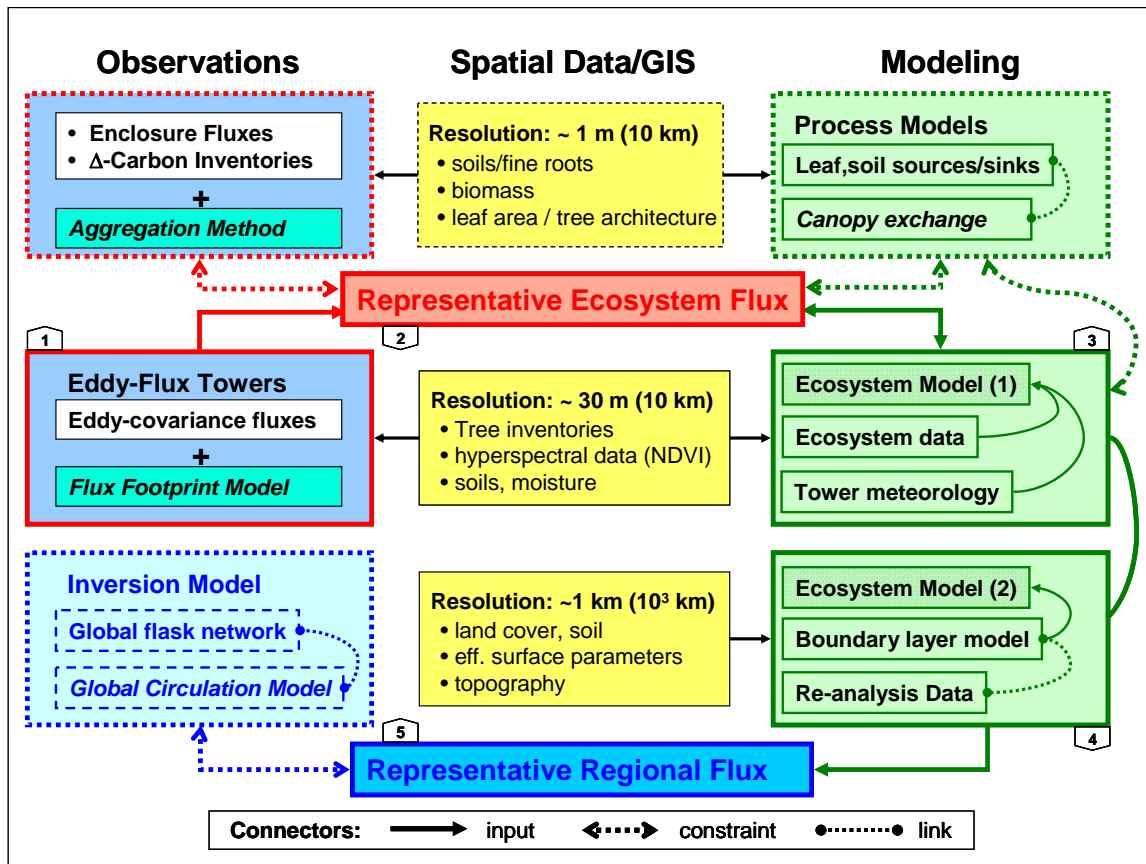 Observations
Spatial Data/GIS
Modeling
• Enclosure Fluxes
• Δ-Carbon Inventories
+
Aggregation Method
Resolution: ~ 1 m (10 km)
• soils/fine roots
• biomass
• leaf area / tree architecture
Process Models
Leaf,soil sources/sinks
Canopy exchange
Representative Ecosystem Flux
1
2
3
Eddy-Flux Towers
Eddy-covariance fluxes
+
Flux Footprint Model
Resolution: ~ 30 m (10 km)
• Tree inventories
• hyperspectral data (NDVI)
• soils, moisture
Ecosystem Model (1)
Ecosystem data
Tower meteorology
Inversion Model
Global flask network
Global Circulation Model
Resolution: ~1 km (10³ km)
• land cover, soil
• eff. surface parameters
• topography
Ecosystem Model (2)
Boundary layer model
Re-analysis Data
5
4
Representative Regional Flux
Connectors: input constraint link